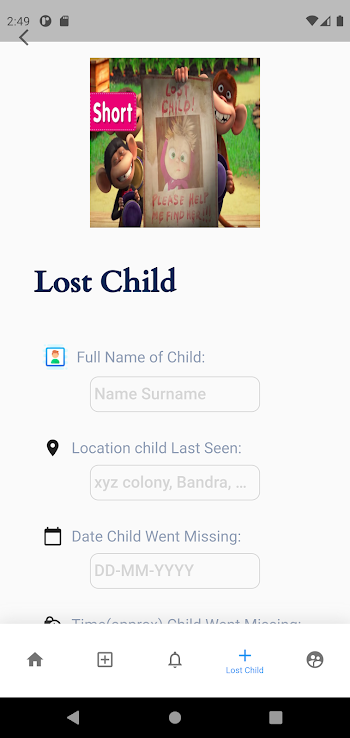 2:49
Short
LOST
CHILD!
PLEASE HELP
ME FIND HER!!!
Lost Child
Full Name of Child:
Name Surname
Location child Last Seen:
xyz colony, Bandra, ...
Date Child Went Missing:
DD-MM-YYYY
Time(approx) Child Went Missing:
Lost Child